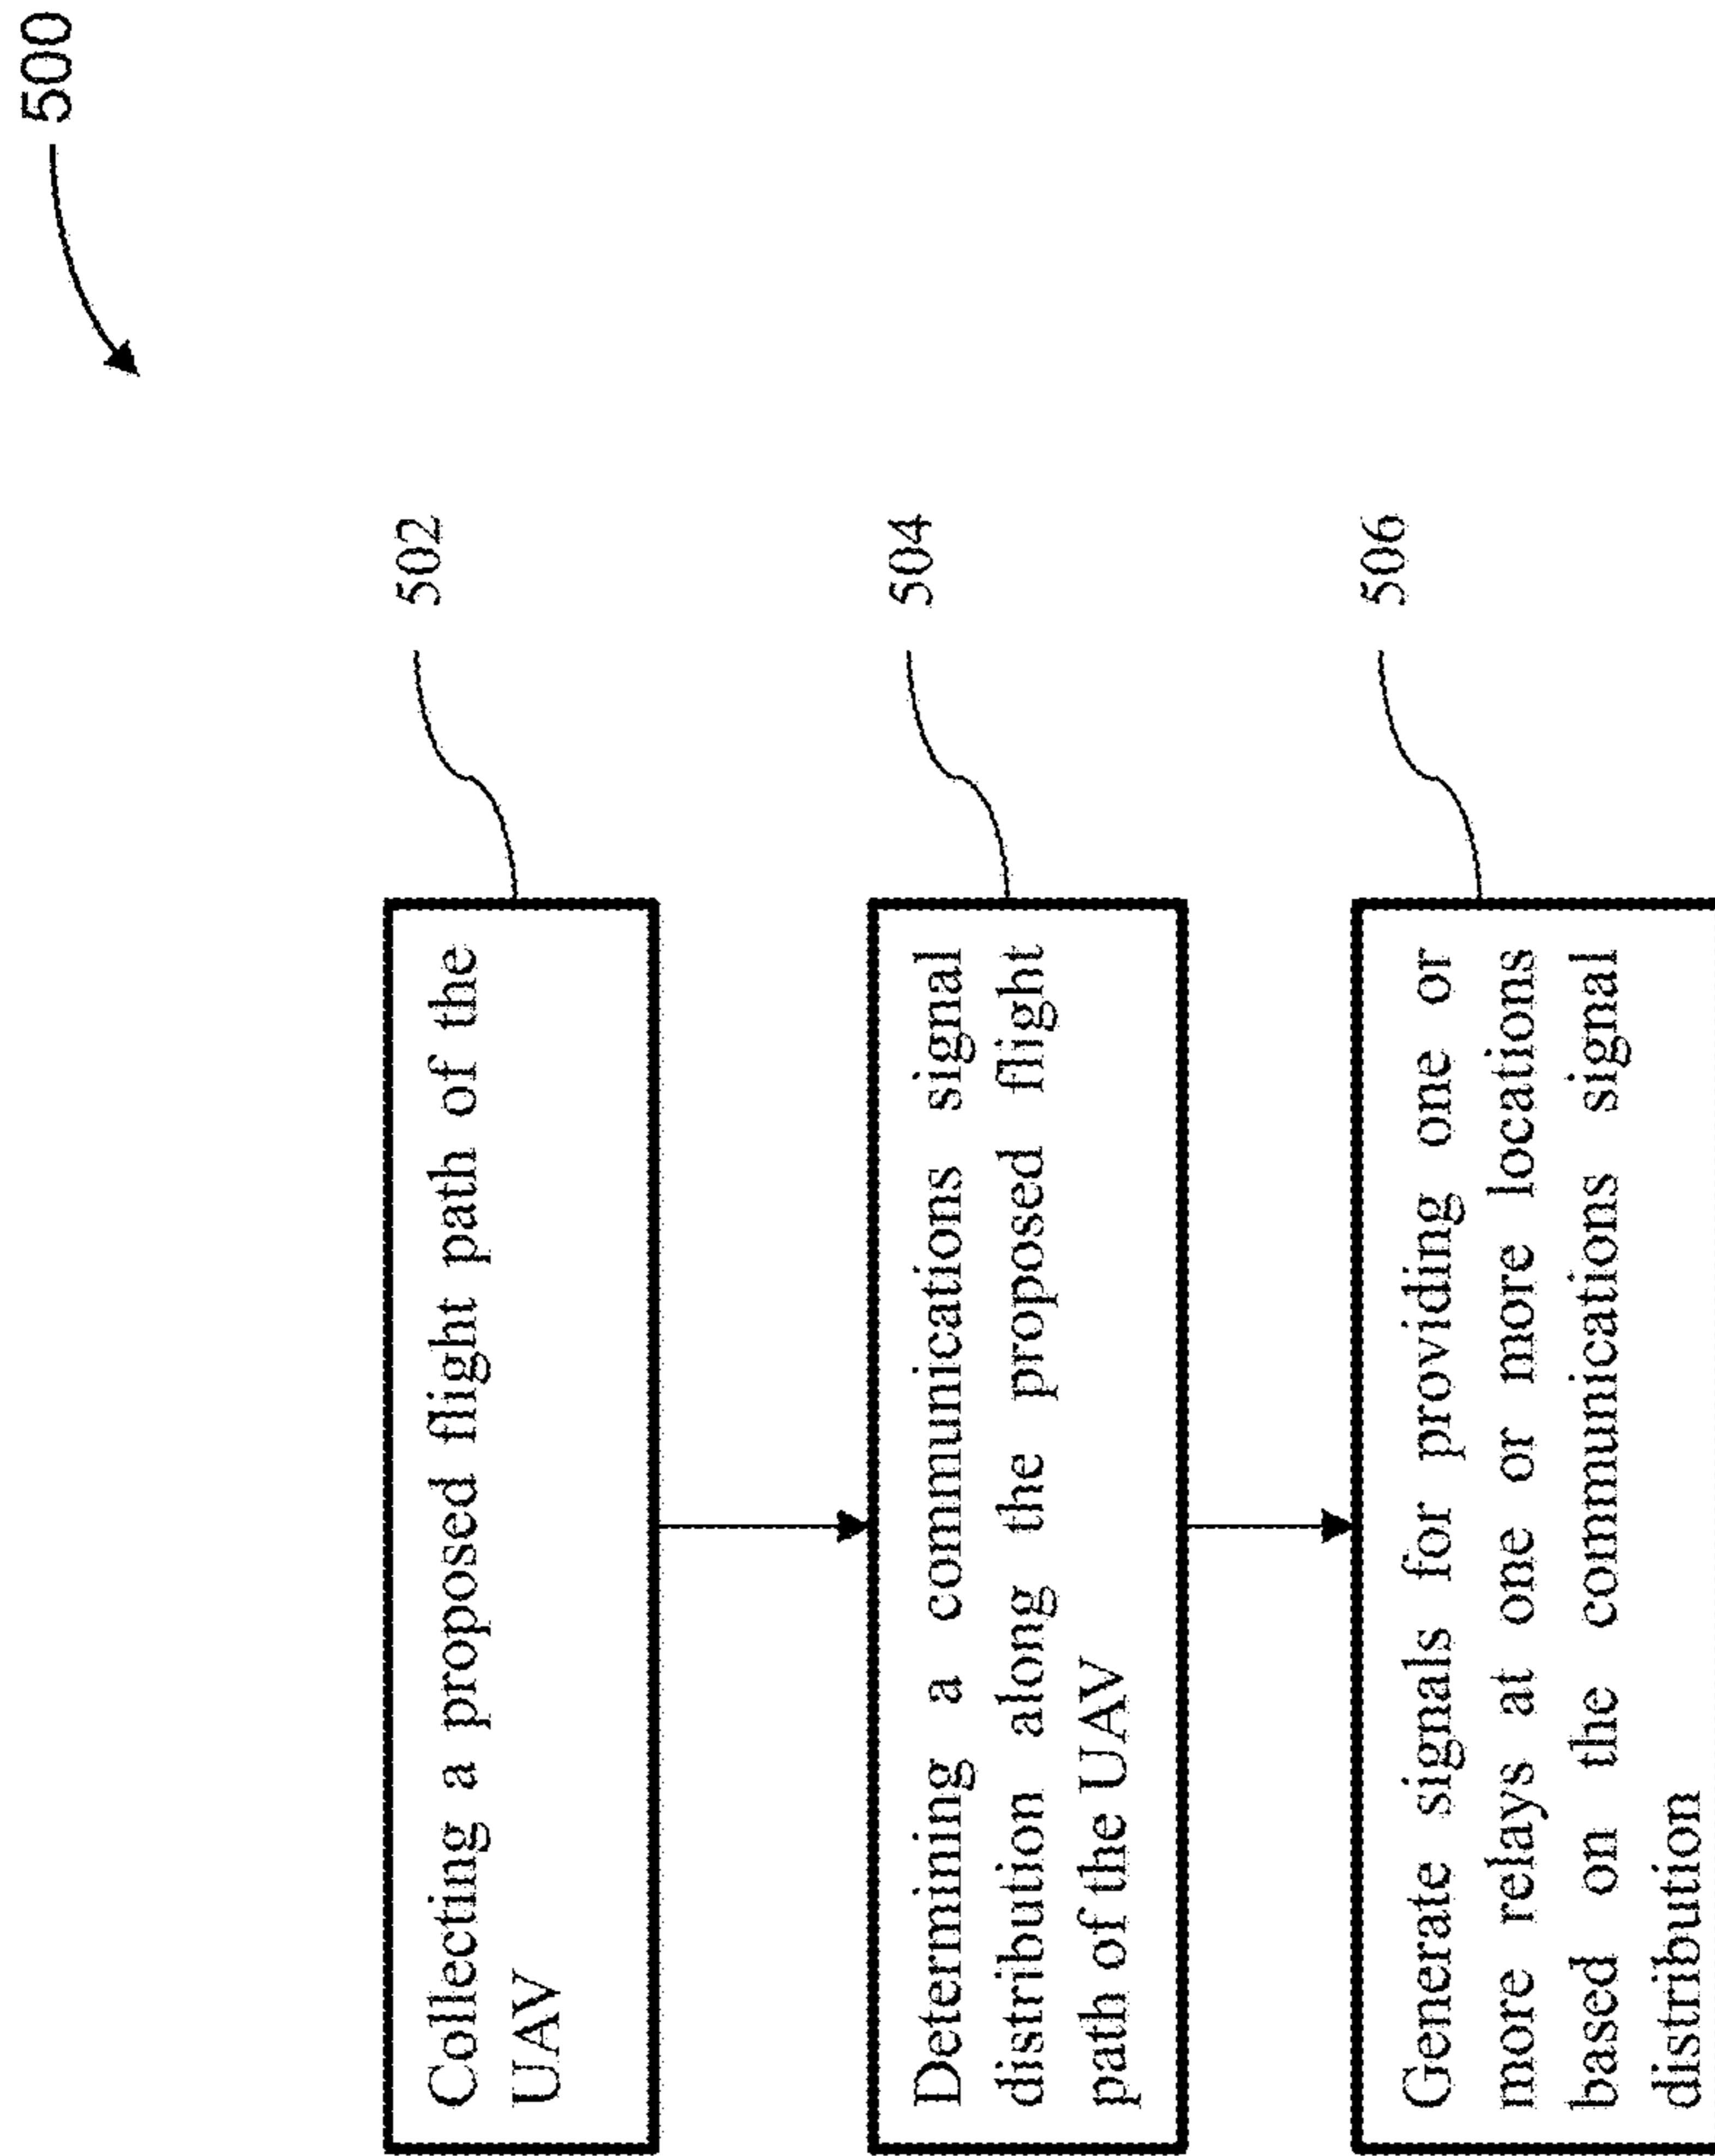 500
Collecting a proposed flight path of the
UAV
502
Determining a communications signal
distribution along the proposed flight
path of the UAV
504
Generate signals for providing one or
more relays at one or more locations
based on the communications signal
distribution
506